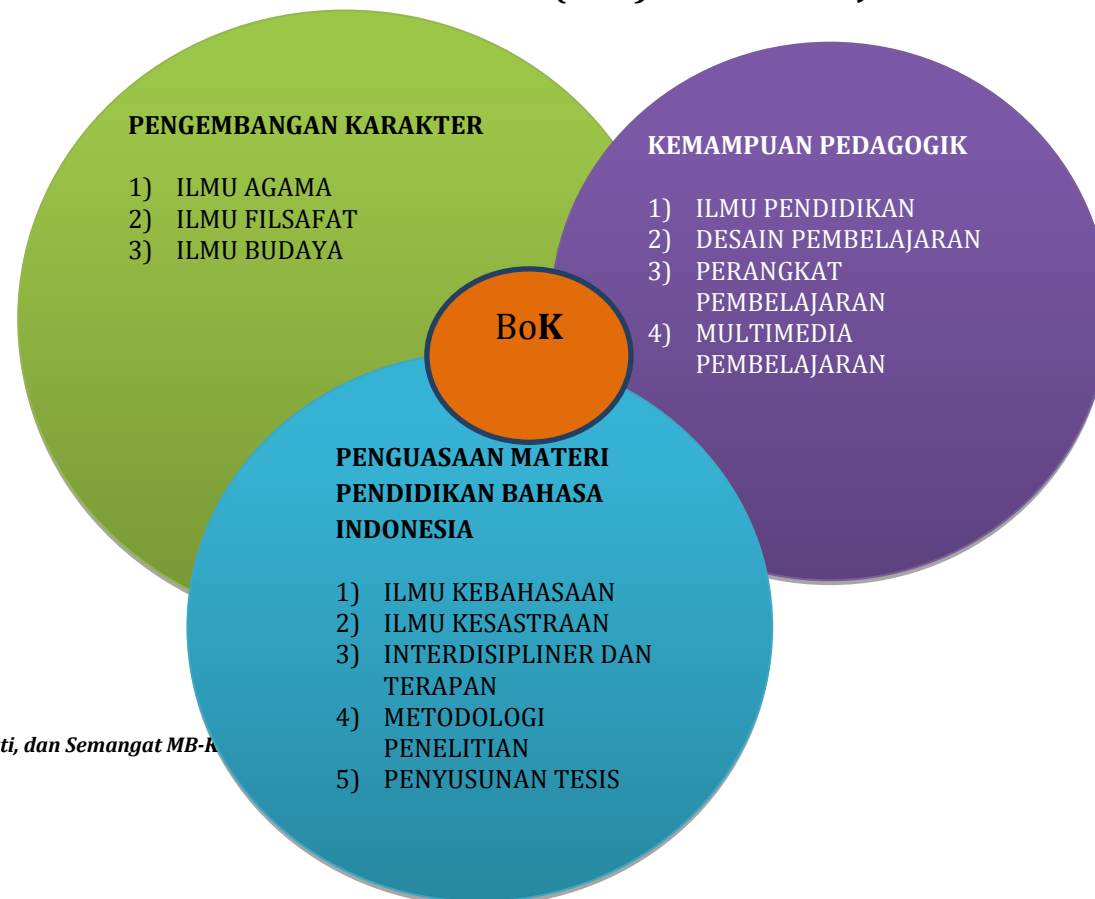 PENGEMBANGAN KARAKTER
1) ILMU AGAMA
2) ILMU FILSAFAT
3) ILMU BUDAYA
KEMAMPUAN PEDAGOGIK
1) ILMU PENDIDIKAN
2) DESAIN PEMBELAJARAN
3) PERANGKAT
PEMBELAJARAN
4) MULTIMEDIA
PEMBELAJARAN
BoK
PENGUASAAN MATERI
PENDIDIKAN BAHASA
INDONESIA
1) ILMU KEBAHASAAN
2) ILMU KESASTRAAN
3) INTERDISIPLINER DAN
TERAPAN
4) METODOLOGI
PENELITIAN
5) PENYUSUNAN TESIS
ti, dan Semangat MB-K